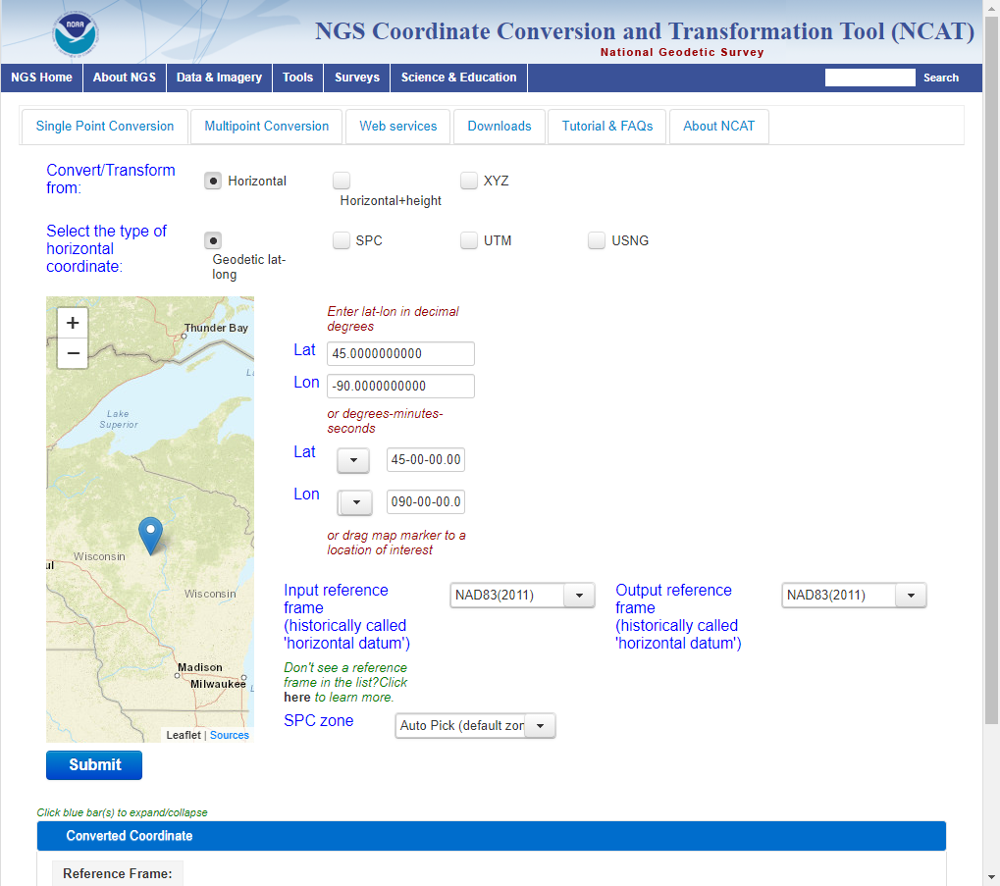 NOAA
NGS Coordinate Conversion and Transformation Tool (NCAT)
National Geodetic Survey
NGS Home About NGS Data & Imagery Tools Surveys Science & Education Search
Single Point Conversion Multipoint Conversion Web services Downloads Tutorial & FAQs About NCAT
Convert/Transform
from:
Horizontal
Horizontal+height
XYZ
Select the type of
horizontal
coordinate:
Geodetic lat-
long
SPC
UTM
USNG
+
−
Thunder Bay
Lake
Superior
Wisconsin
ul
Wisconsin
Madison
Milwaukee
Leaflet | Sources
Enter lat-lon in decimal
degrees
Lat 45.0000000000
Lon -90.0000000000
or degrees-minutes-
seconds
Lat 45-00-00.00
Lon 090-00-00.0
or drag map marker to a
location of interest
Input reference
frame
(historically called
'horizontal datum')
NAD83(2011)
Output reference
frame
(historically called
'horizontal datum')
NAD83(2011)
Don't see a reference
frame in the list?Click
here to learn more.
SPC zone Auto Pick (default zor
Submit
Click blue bar(s) to expand/collapse
Converted Coordinate
Reference Frame: